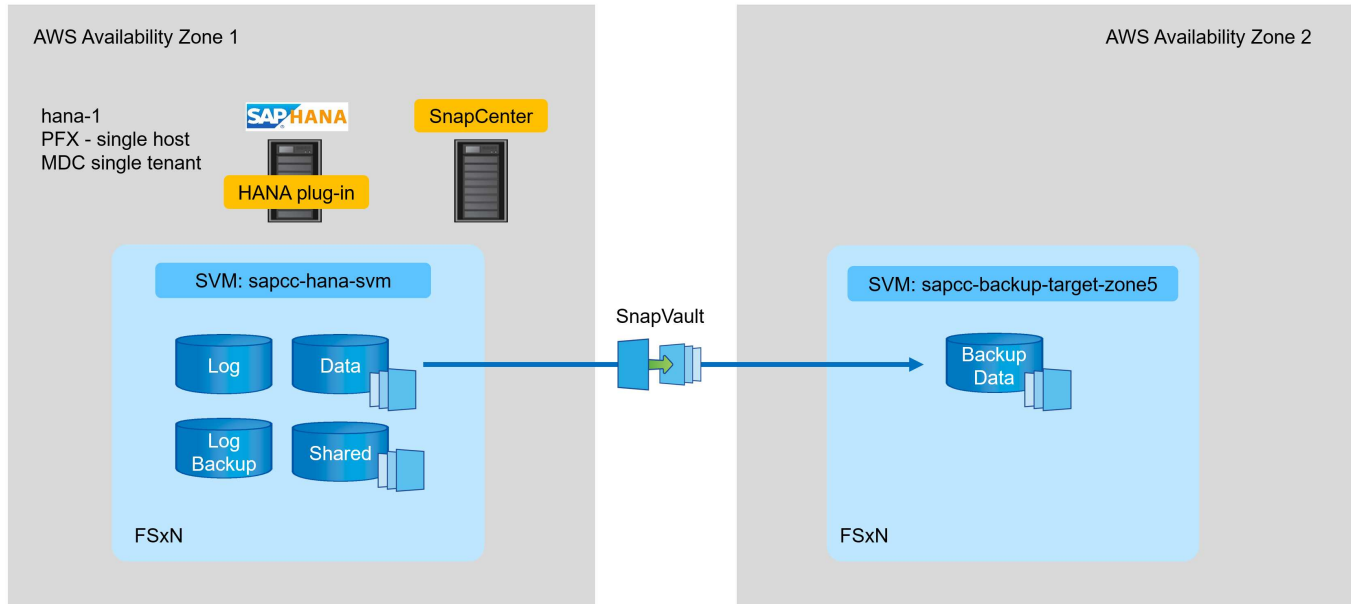 AWS Availability Zone 1
AWS Availability Zone 2
hana-1
PFX - single host
MDC single tenant
SAP HANA
SnapCenter
HANA plug-in
SVM: sapcc-hana-svm
SVM: sapcc-backup-target-zone5
SnapVault
Log
Data
Backup
Data
Log
Backup
Shared
FSxN
FSxN